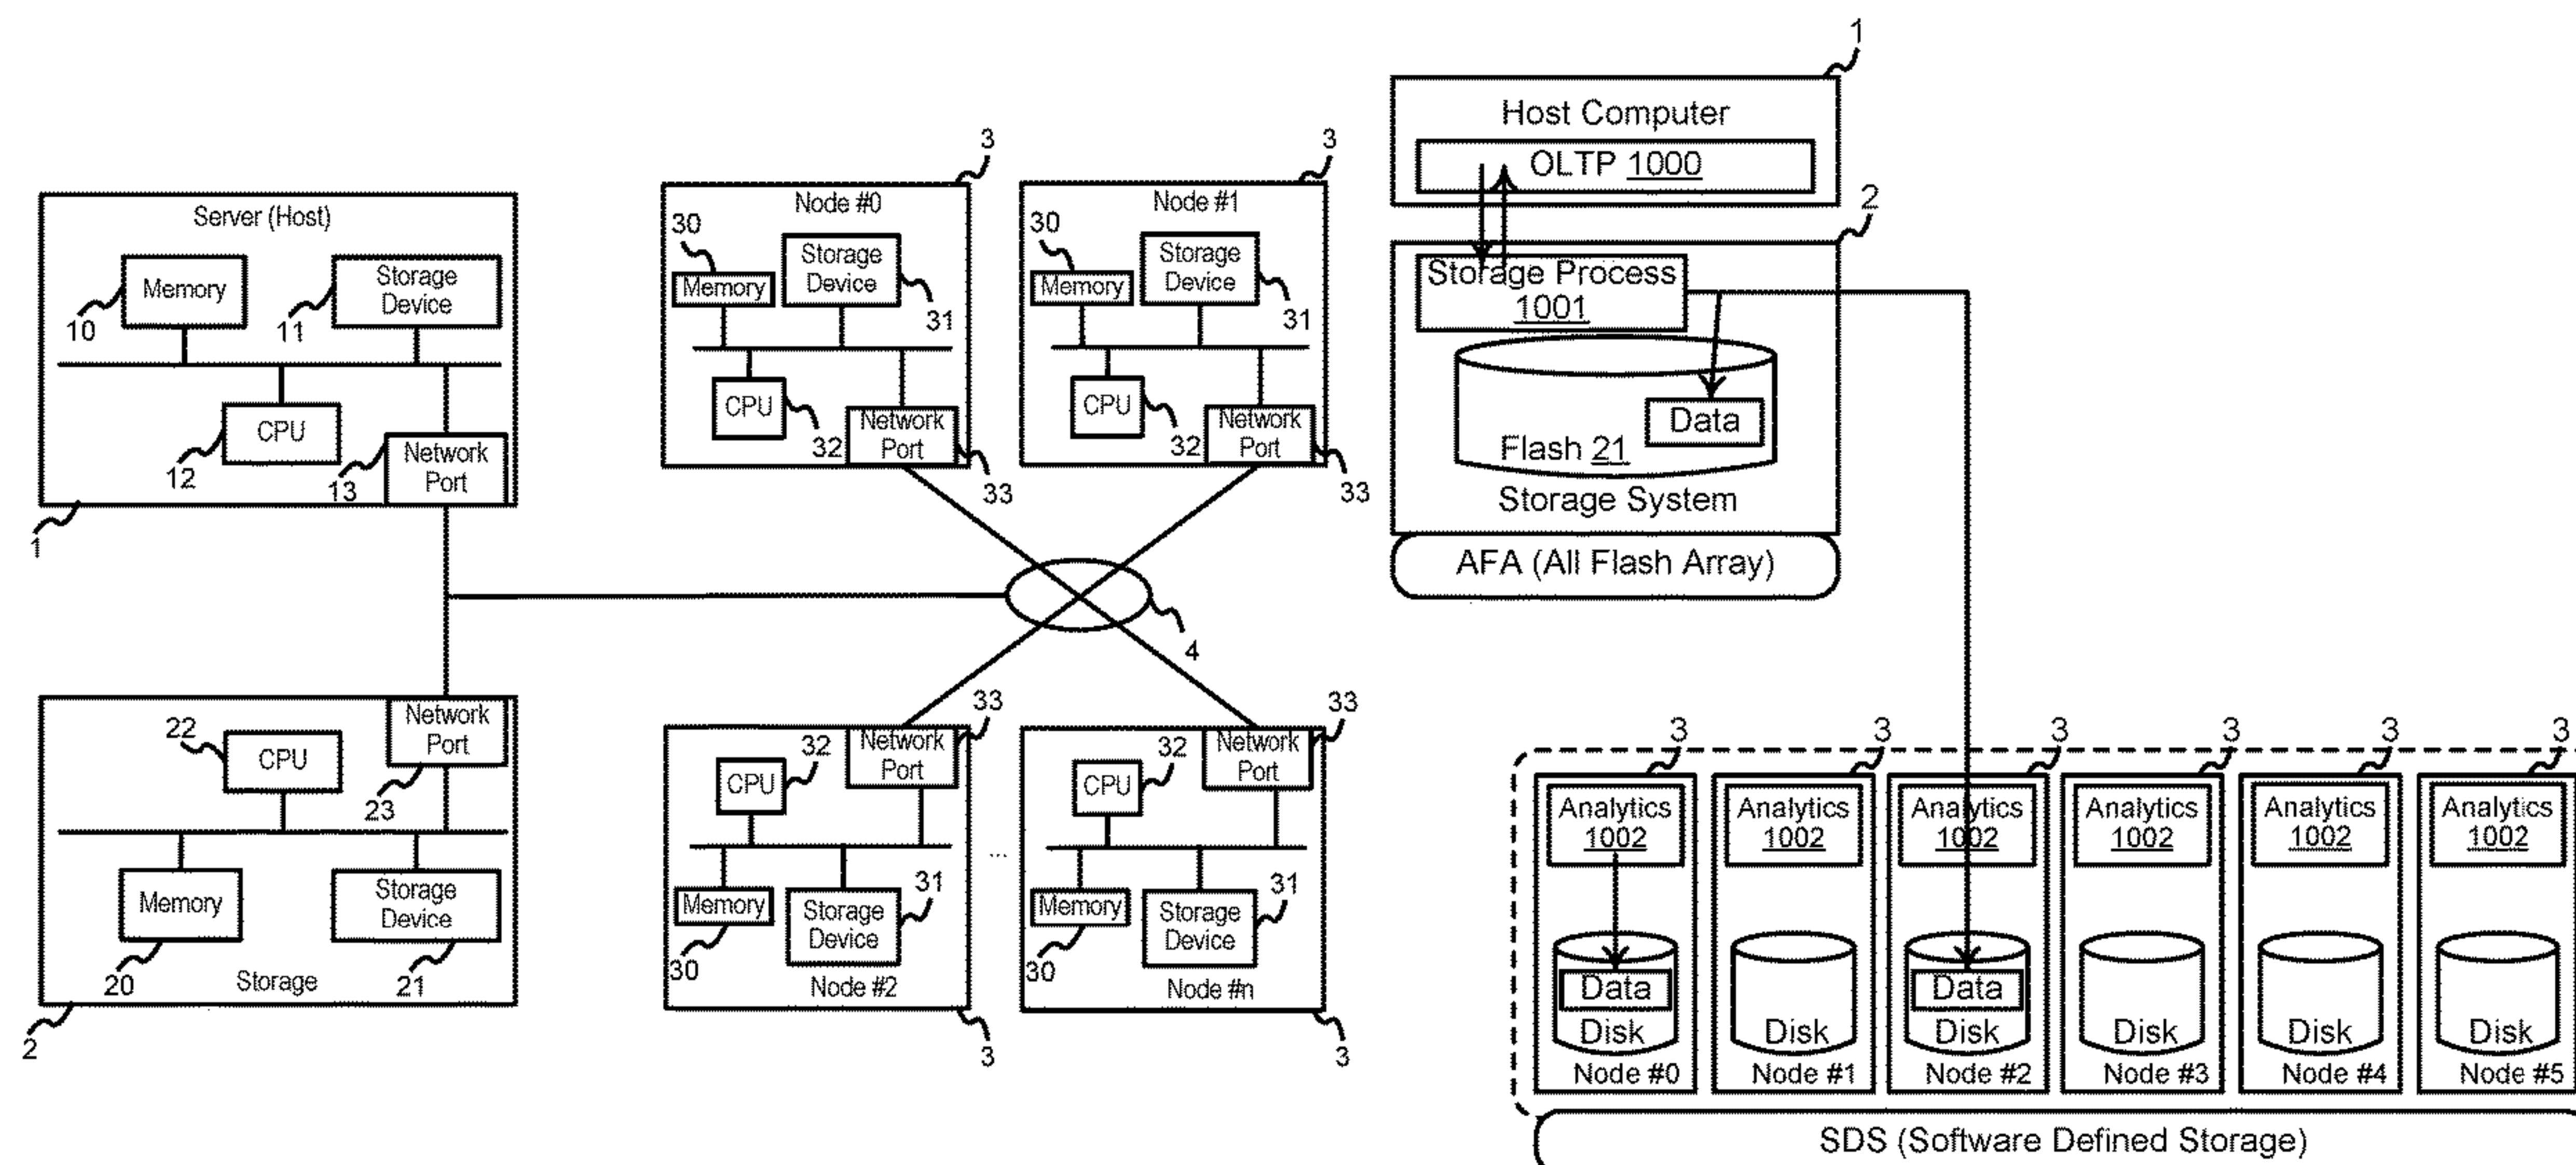 Server (Host)
Memory
10
Storage
Device
11
CPU
12
Network
Port
13
1
22
CPU
Network
Port
23
Memory
20
Storage
Device
21
Storage
2
3
Node #0
30
Memory
Storage
Device
31
CPU
32
Network
Port
33
3
Node #1
30
Memory
Storage
Device
31
CPU
32
Network
Port
33
4
33
Network
Port
32
CPU
Memory
30
31
Storage
Device
Node #2
3
...
33
Network
Port
32
CPU
Memory
30
31
Storage
Device
Node #n
3
1
Host Computer
OLTP 1000
2
Storage Process
1001
Data
Flash 21
Storage System
AFA (All Flash Array)
3
3
3
3
3
3
Analytics
1002
Analytics
1002
Analytics
1002
Analytics
1002
Analytics
1002
Analytics
1002
Data
Data
Disk
Disk
Disk
Disk
Disk
Disk
Node #0
Node #1
Node #2
Node #3
Node #4
Node #5
SDS (Software Defined Storage)